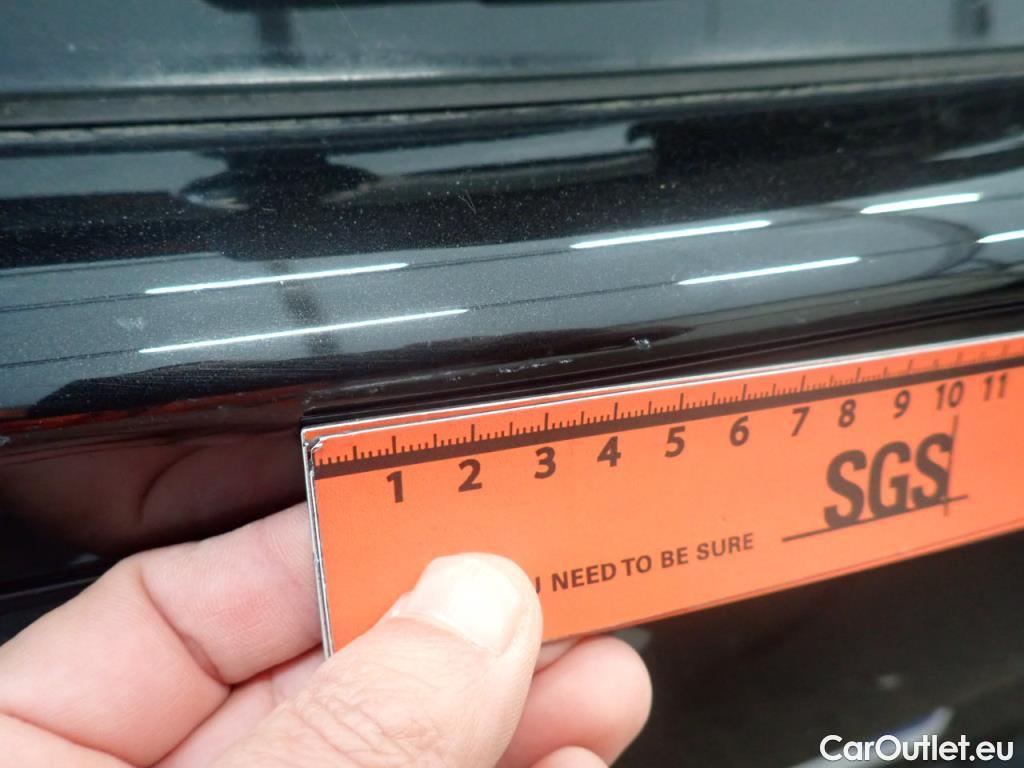 1 2 3 4 5 6 7 8 9 10 11
SGS
NEED TO BE SURE
CarOutlet.eu